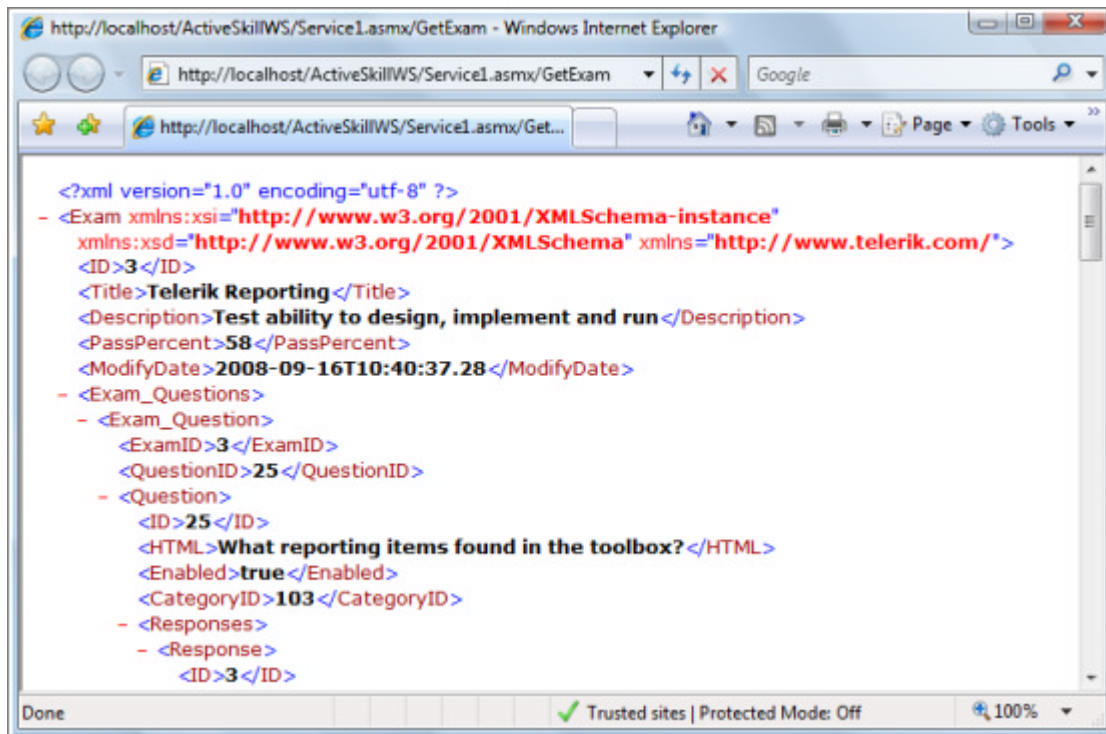 http://localhost/ActiveSkillWS/Service1.asmx/GetExam - Windows Internet Explorer
http://localhost/ActiveSkillWS/Service1.asmx/GetExam
Google
http://localhost/ActiveSkillWS/Service1.asmx/Get...
Page
Tools
<?xml version="1.0" encoding="utf-8" ?>
- <Exam xmlns:xsi="http://www.w3.org/2001/XMLSchema-instance"
xmlns:xsd="http://www.w3.org/2001/XMLSchema" xmlns="http://www.telerik.com/">
<ID>3</ID>
<Title>Telerik Reporting</Title>
<Description>Test ability to design, implement and run</Description>
<PassPercent>58</PassPercent>
<ModifyDate>2008-09-16T10:40:37.28</ModifyDate>
- <Exam_Questions>
- <Exam_Question>
<ExamID>3</ExamID>
<QuestionID>25</QuestionID>
- <Question>
<ID>25</ID>
<HTML>What reporting items found in the toolbox?</HTML>
<Enabled>true</Enabled>
<CategoryID>103</CategoryID>
- <Responses>
- <Response>
<ID>3</ID>
Done
Trusted sites | Protected Mode: Off
100%